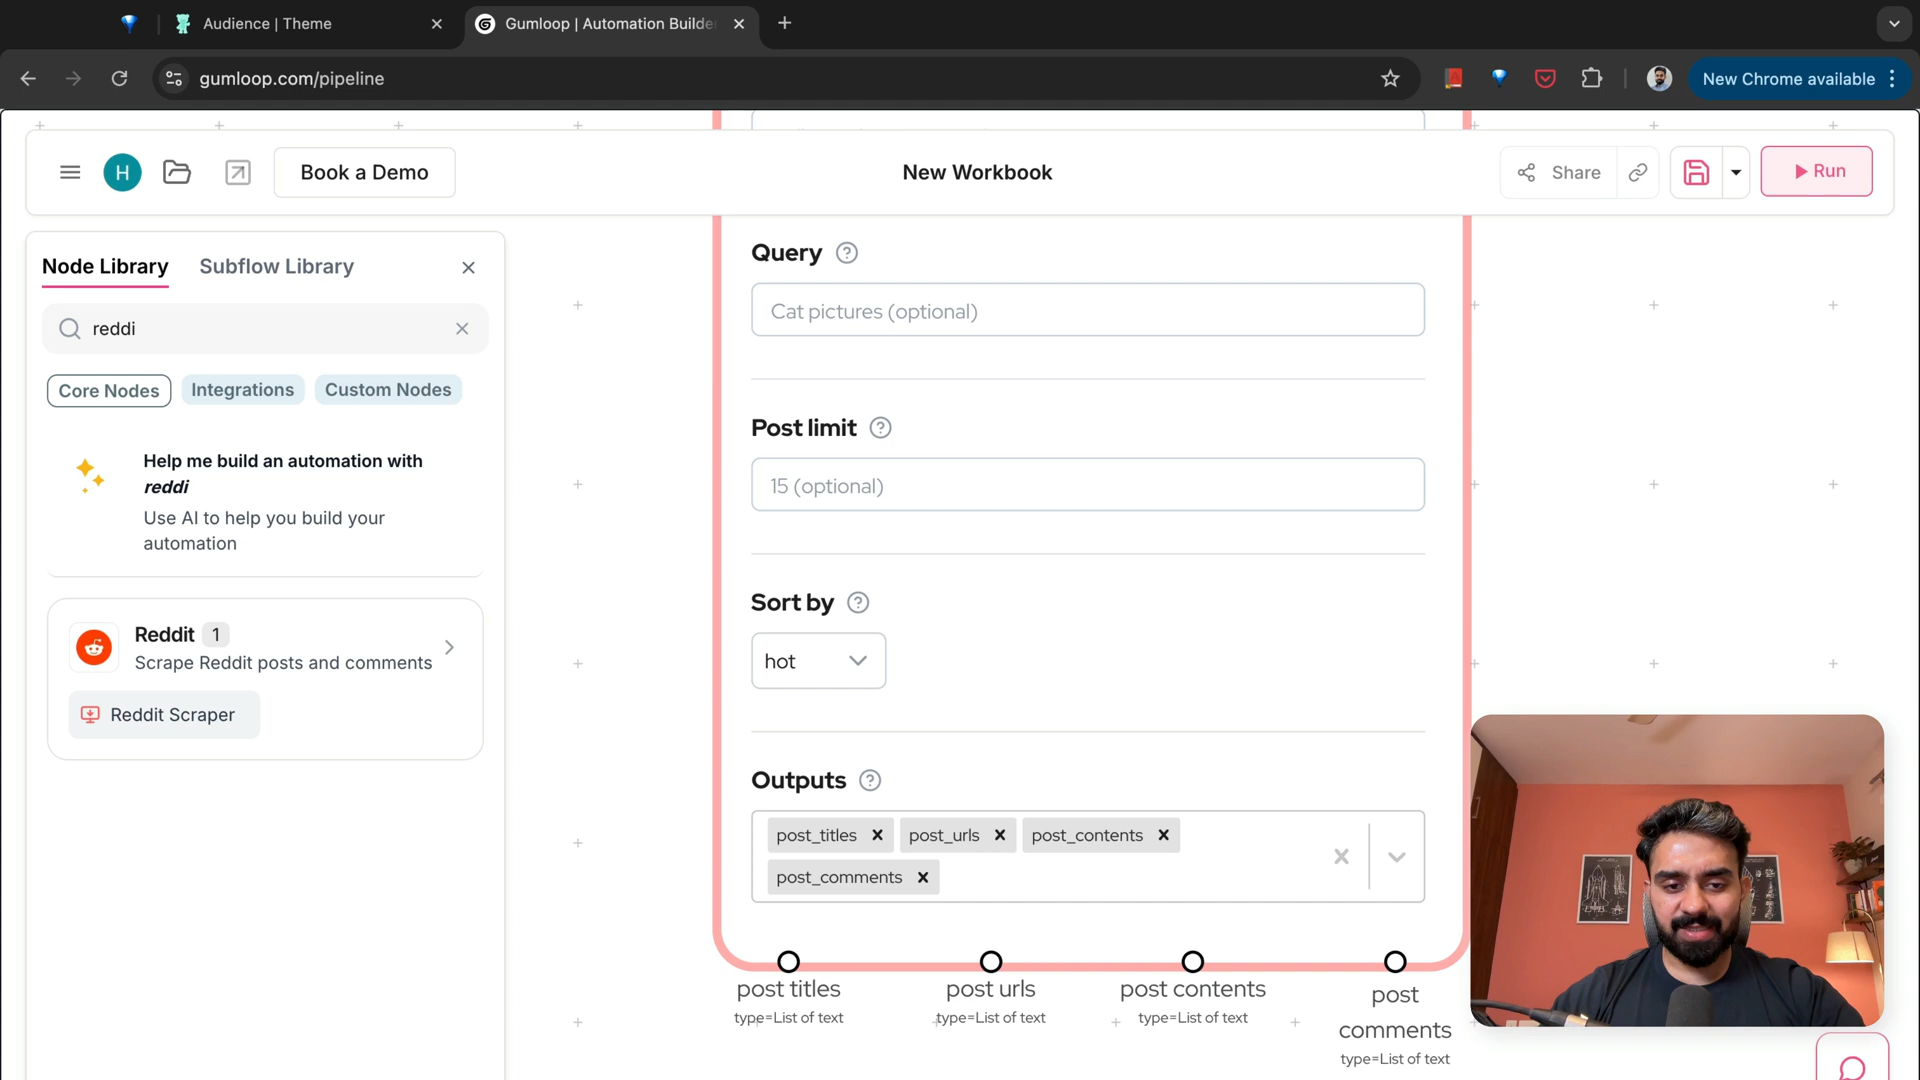 Audience | Theme
Gumloop | Automation Builde
gumloop.com/pipeline
New Chrome available
H
Book a Demo
New Workbook
Share
Run
Node Library
Subflow Library
reddi
Core Nodes
Integrations
Custom Nodes
Help me build an automation with
reddi
Use AI to help you build your
automation
Reddit 1
Scrape Reddit posts and comments
Reddit Scraper
Query
Cat pictures (optional)
Post limit
15 (optional)
Sort by
hot
Outputs
post_titles
post_urls
post_contents
post_comments
post titles
type=List of text
post urls
type=List of text
post contents
type=List of text
post
comments
type=List of text